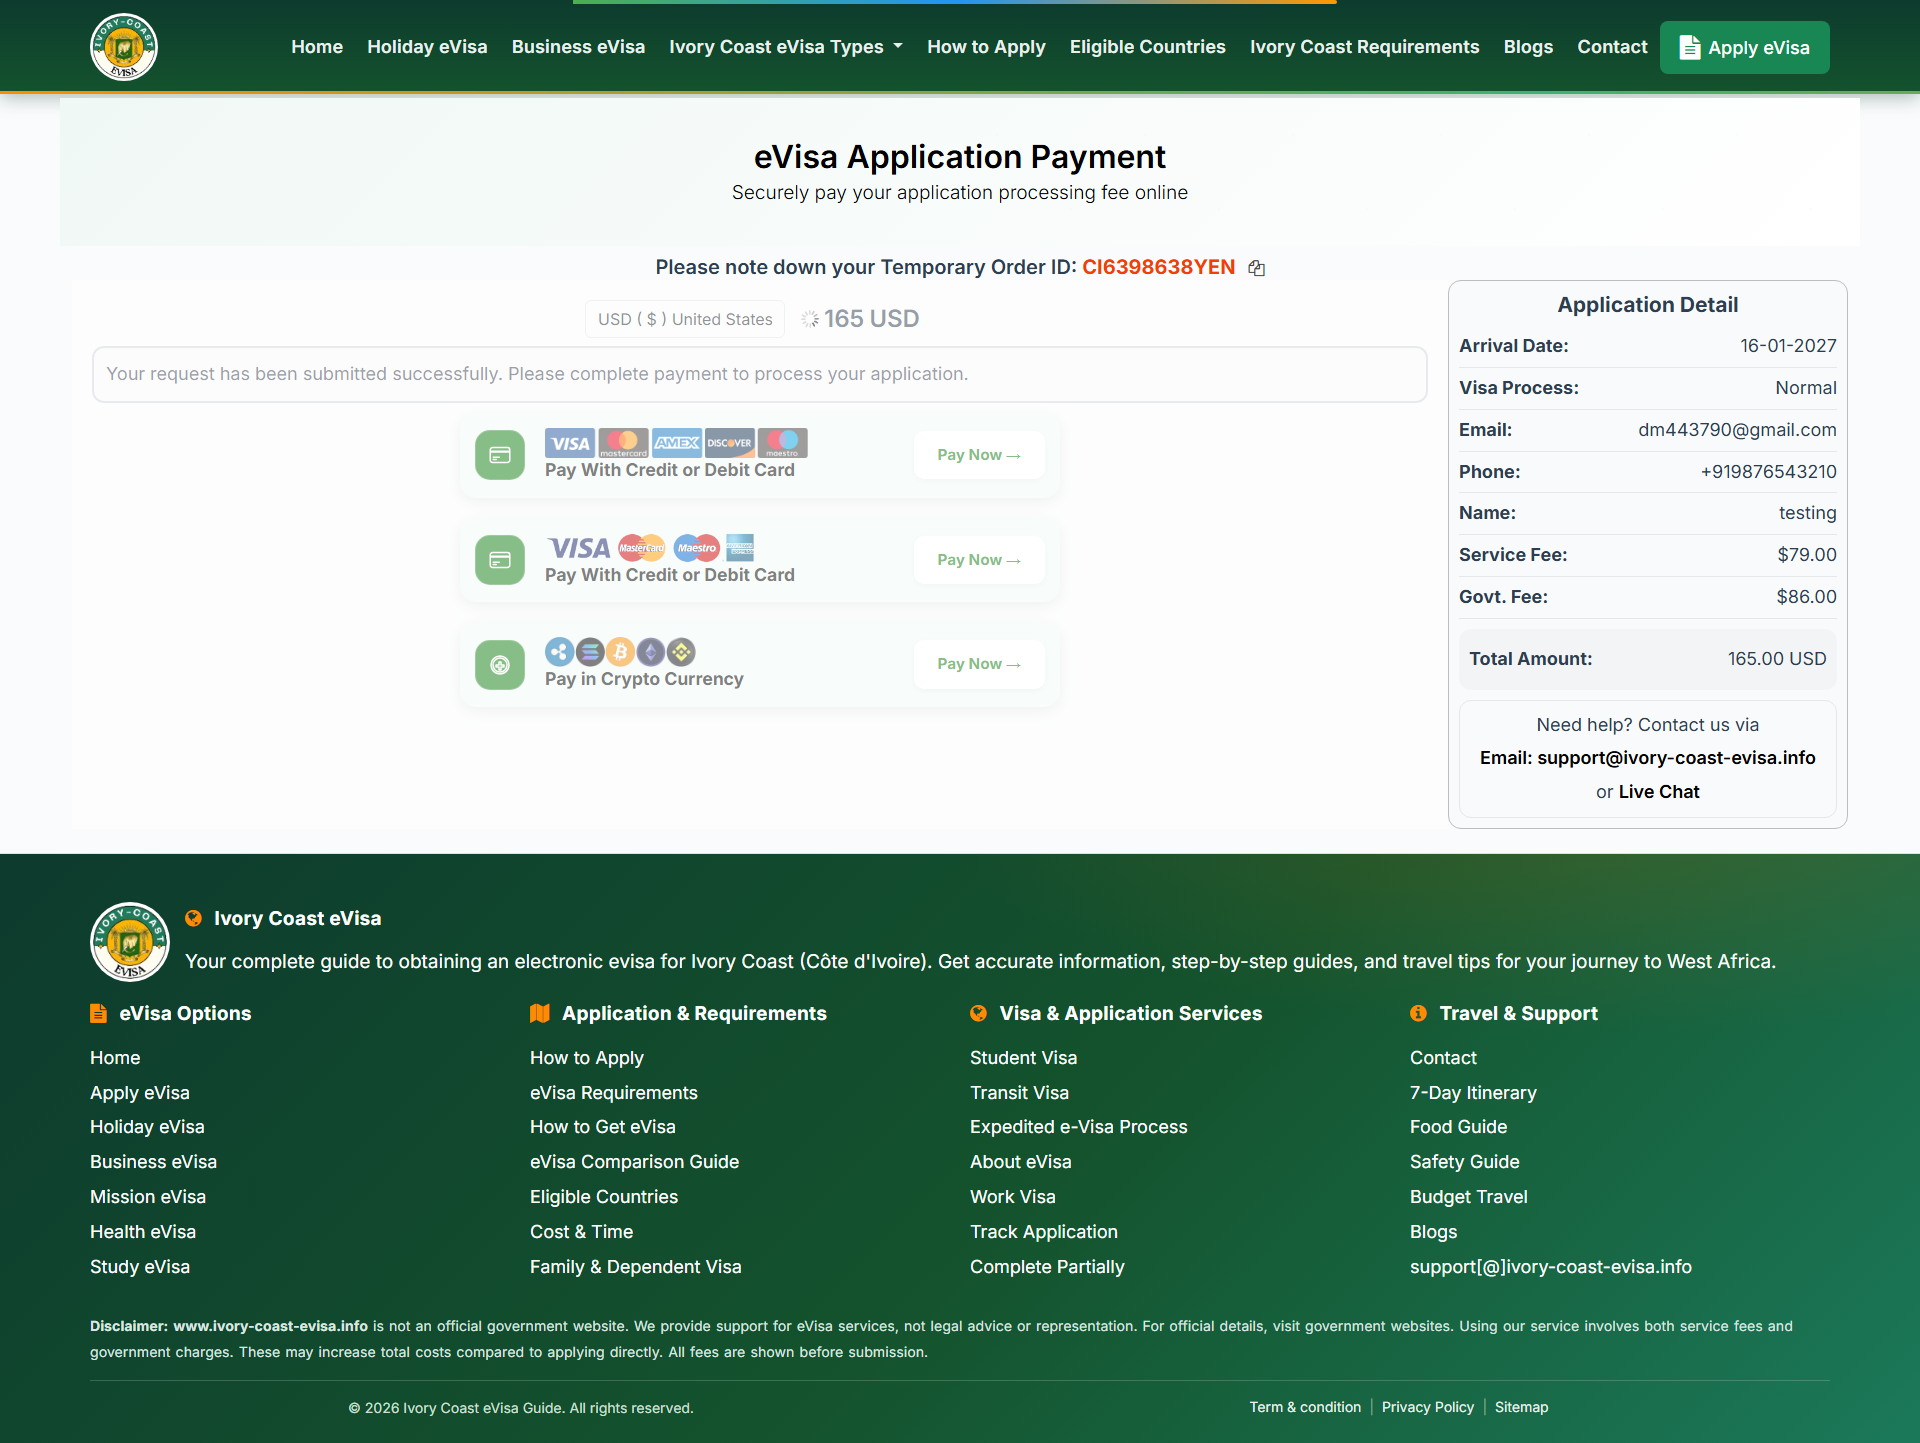 IVORY-COAST
EVISA
Home
Holiday eVisa
Business eVisa
Ivory Coast eVisa Types
How to Apply
Eligible Countries
Ivory Coast Requirements
Blogs
Contact
Apply eVisa
eVisa Application Payment
Securely pay your application processing fee online
Please note down your Temporary Order ID: CI6398638YEN
USD ( $ ) United States
165 USD
Your request has been submitted successfully. Please complete payment to process your application.
VISA
mastercard
AMEX
DISCOVER
maestro
Pay With Credit or Debit Card
Pay Now →
VISA
MasterCard
Maestro
Pay With Credit or Debit Card
Pay Now →
Pay in Crypto Currency
Pay Now →
Application Detail
Arrival Date: 16-01-2027
Visa Process: Normal
Email: dm443790@gmail.com
Phone: +919876543210
Name: testing
Service Fee: $79.00
Govt. Fee: $86.00
Total Amount: 165.00 USD
Need help? Contact us via
Email: support@ivory-coast-evisa.info
or Live Chat
IVORY-COAST
EVISA
Ivory Coast eVisa
Your complete guide to obtaining an electronic evisa for Ivory Coast (Côte d'Ivoire). Get accurate information, step-by-step guides, and travel tips for your journey to West Africa.
eVisa Options
Home
Apply eVisa
Holiday eVisa
Business eVisa
Mission eVisa
Health eVisa
Study eVisa
Application & Requirements
How to Apply
eVisa Requirements
How to Get eVisa
eVisa Comparison Guide
Eligible Countries
Cost & Time
Family & Dependent Visa
Visa & Application Services
Student Visa
Transit Visa
Expedited e-Visa Process
About eVisa
Work Visa
Track Application
Complete Partially
Travel & Support
Contact
7-Day Itinerary
Food Guide
Safety Guide
Budget Travel
Blogs
support[@]ivory-coast-evisa.info
Disclaimer: www.ivory-coast-evisa.info is not an official government website. We provide support for eVisa services, not legal advice or representation. For official details, visit government websites. Using our service involves both service fees and
government charges. These may increase total costs compared to applying directly. All fees are shown before submission.
© 2026 Ivory Coast eVisa Guide. All rights reserved.
Term & condition | Privacy Policy | Sitemap